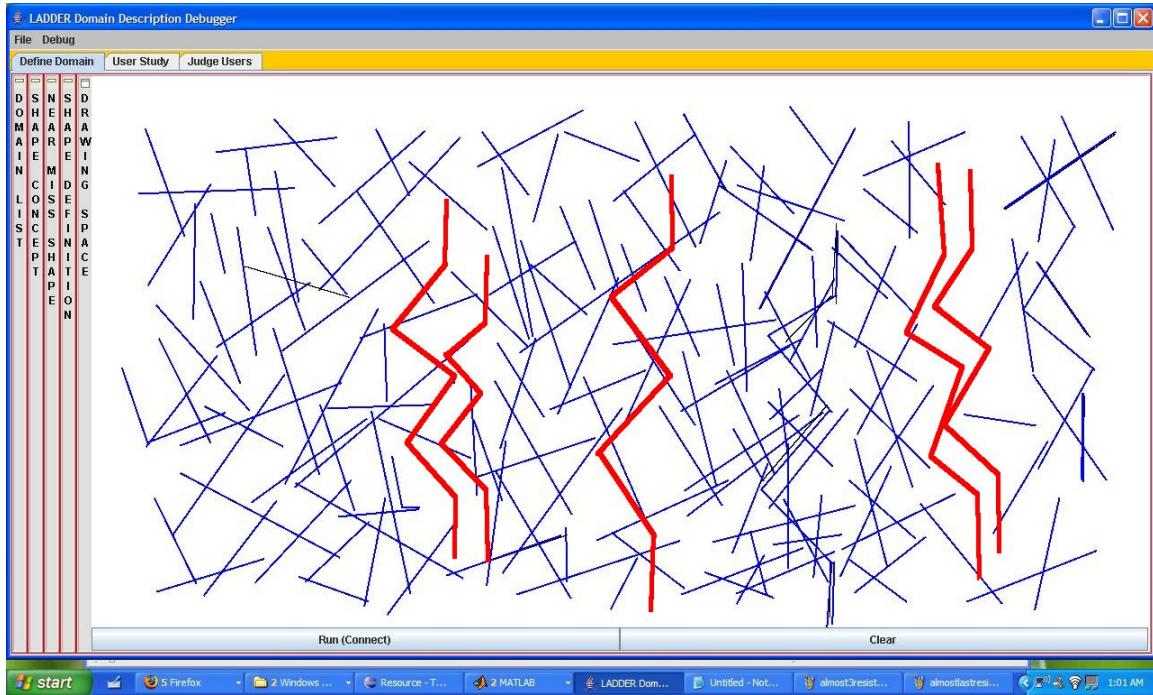 LADDER Domain Description Debugger
File Debug
Define Domain User Study Judge Users
DOMAIN LIST
SHAPE CONCEPT
NEAR MISS SHAPE
SHAPE DEFINITION
DRAWING SPACE
Run (Connect) Clear
start 5 Firefox 2 Windows ... Resource - T... 2 MATLAB LADDER Dom... Untitled - Not... almost3resist... almostlastresi... 1:01 AM